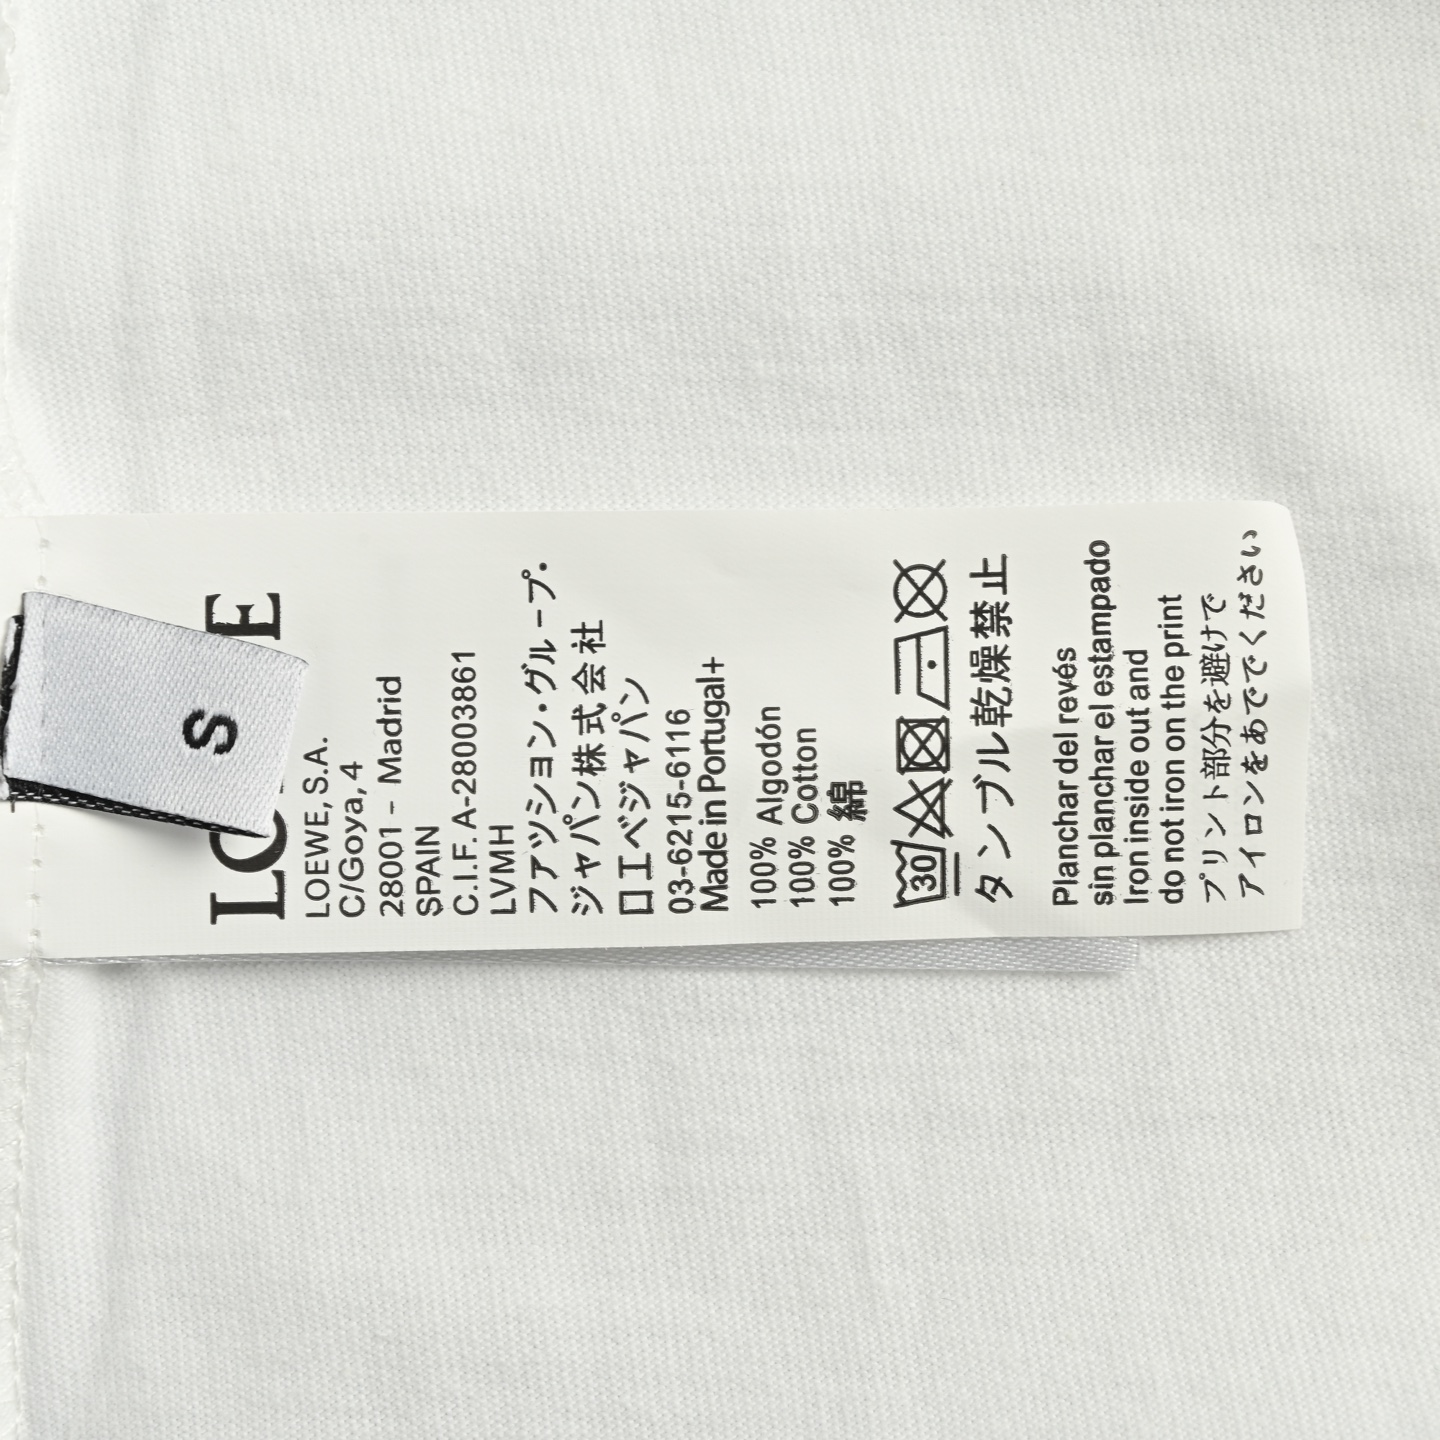 S
LOEWE, S.A.
C/Goya, 4
28001 - Madrid
SPAIN
C.I.F. A-28003861
LVMH
ファッション・グループ・
ジャパン株式会社
ロエベジャパン
03-6215-6116
Made in Portugal+
100% Algodón
100% Cotton
100% 綿
30
タンブル乾燥禁止
Planchar del revés
sin planchar el estampado
Iron inside out and
do not iron on the print
プリント部分を避けて
アイロンをあててください